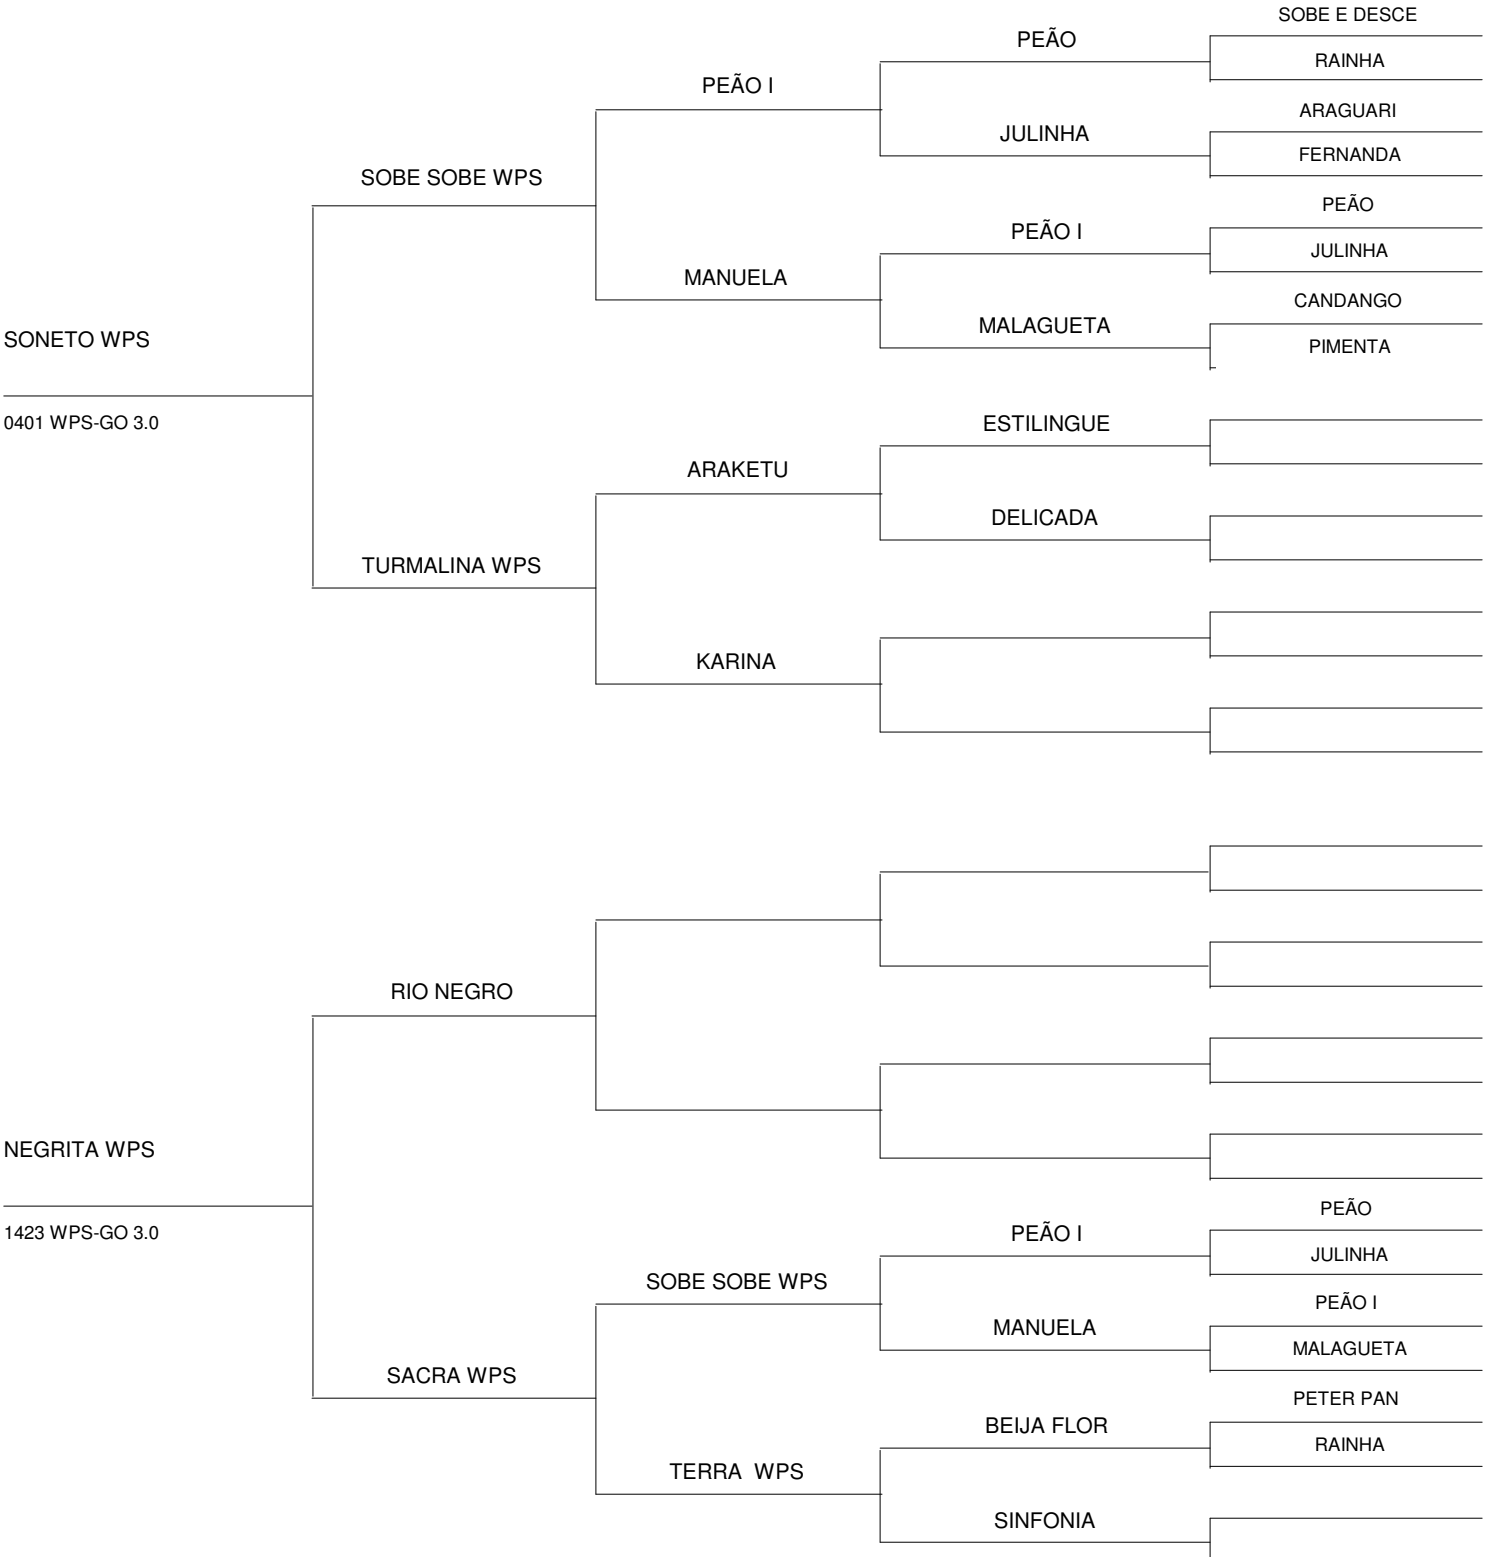 SOBE E DESCE
PEÃO
RAINHA
PEÃO I
ARAGUARI
JULINHA
FERNANDA
SOBE SOBE WPS
PEÃO
PEÃO I
JULINHA
MANUELA
CANDANGO
MALAGUETA
SONETO WPS
PIMENTA
0401 WPS-GO 3.0
ESTILINGUE
ARAKETU
DELICADA
TURMALINA WPS
KARINA
RIO NEGRO
NEGRITA WPS
PEÃO
1423 WPS-GO 3.0
PEÃO I
JULINHA
SOBE SOBE WPS
PEÃO I
MANUELA
MALAGUETA
SACRA WPS
PETER PAN
BEIJA FLOR
RAINHA
TERRA  WPS
SINFONIA